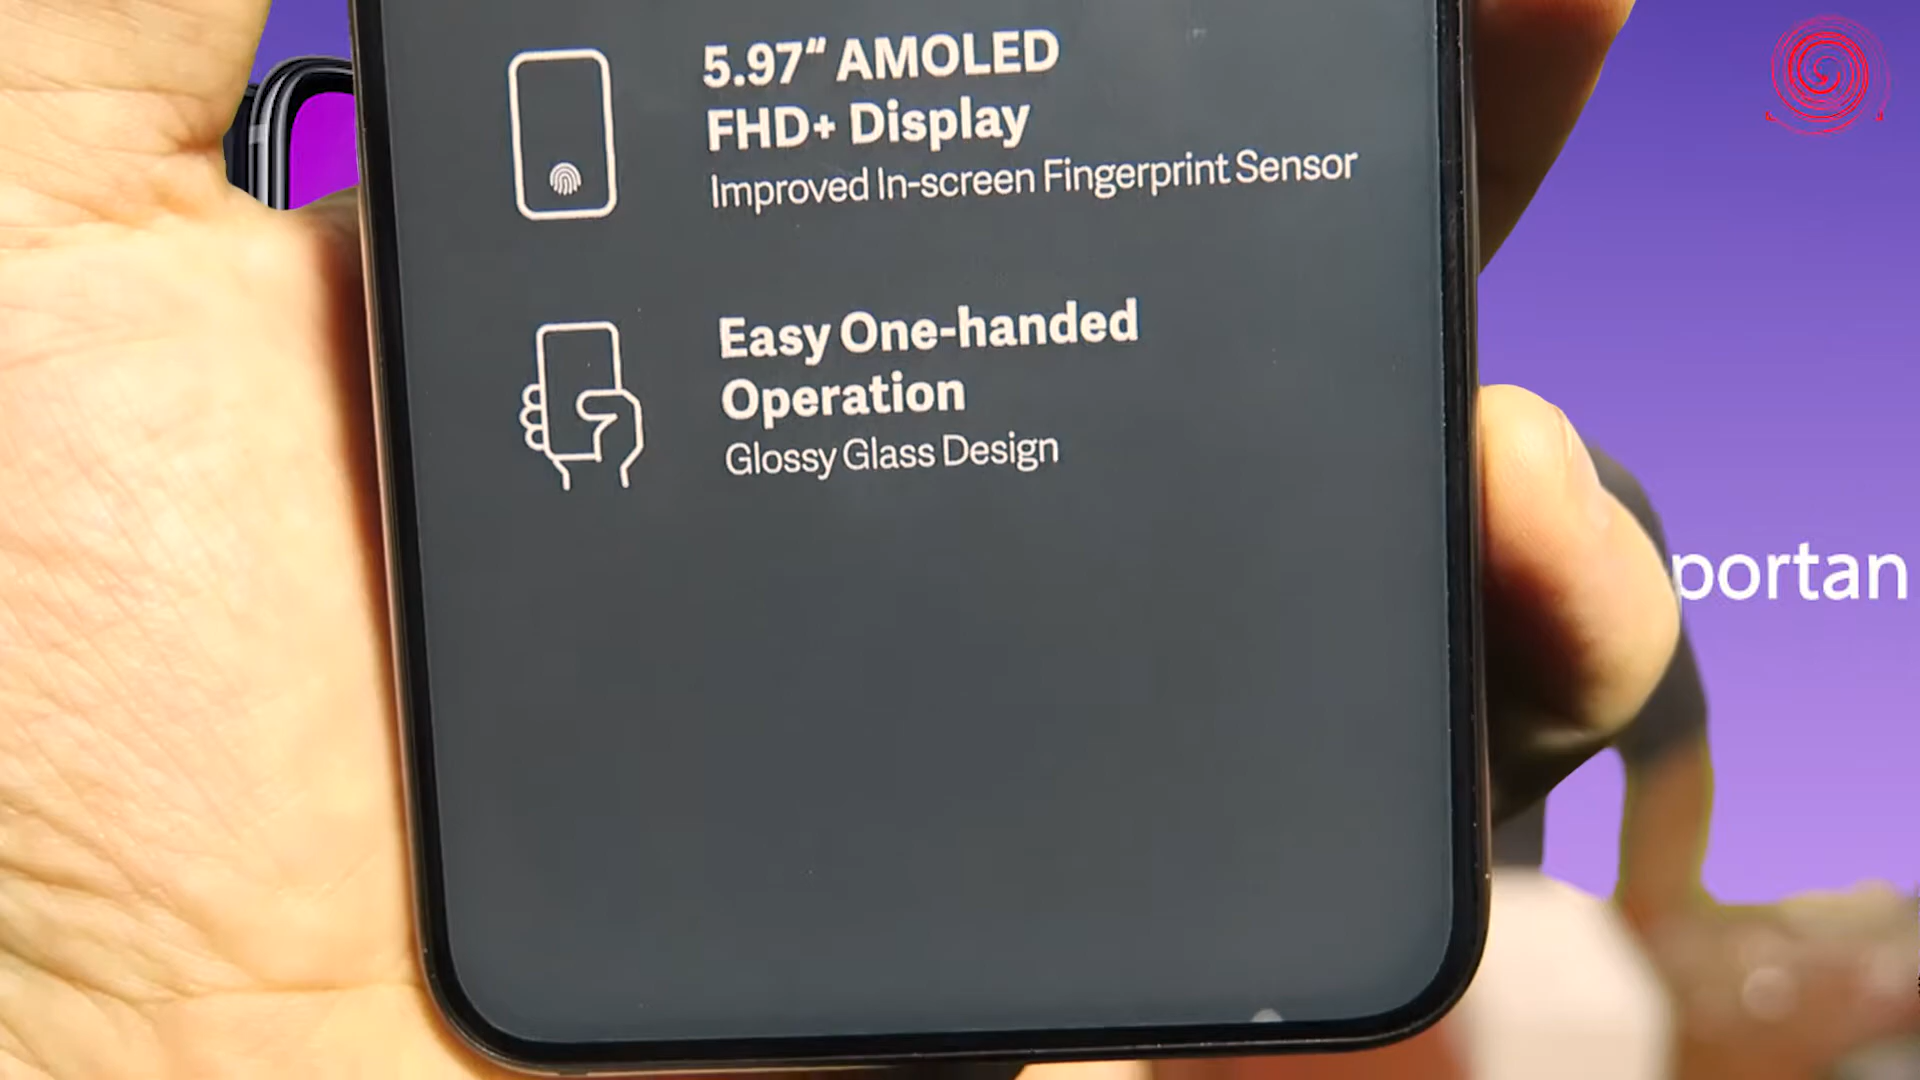 5.97“ AMOLED
FHD+ Display
Improved In-screen Fingerprint Sensor
Easy One-handed
Operation
Glossy Glass Design
portan